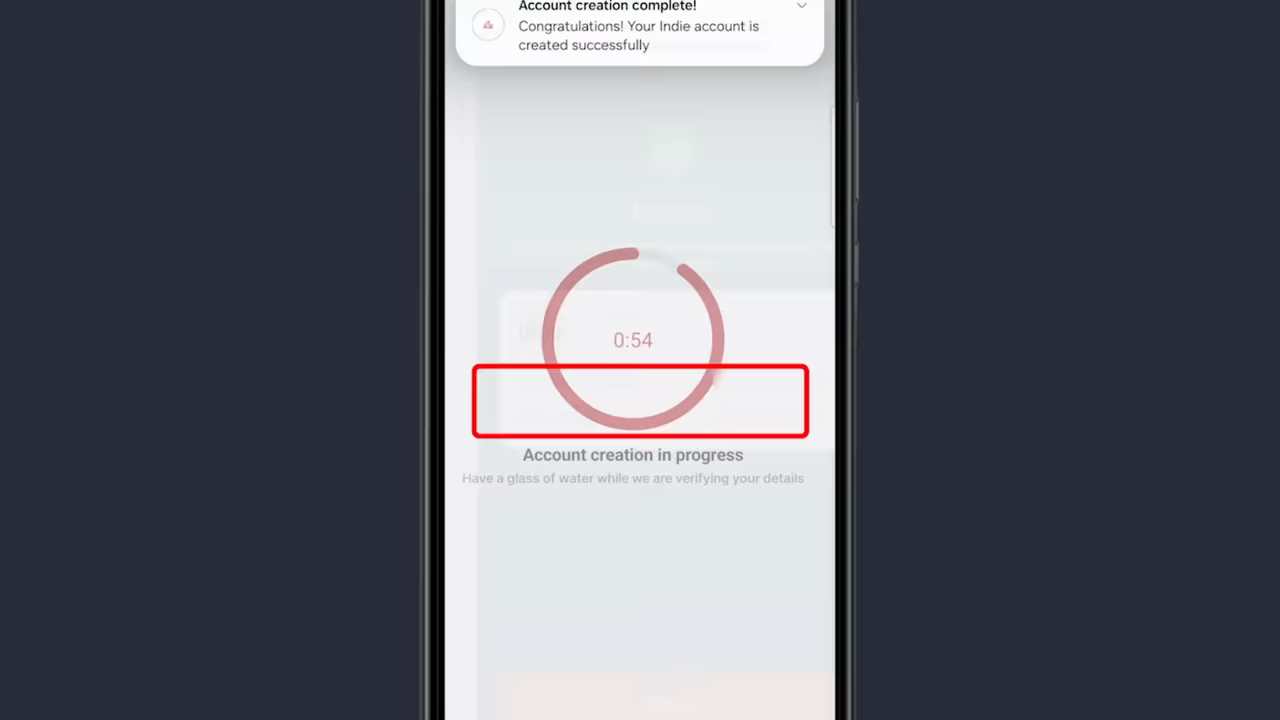 Account creation complete!
Congratulations! Your Indie account is
created successfully
0:54
Account creation in progress
Have a glass of water while we are verifying your details